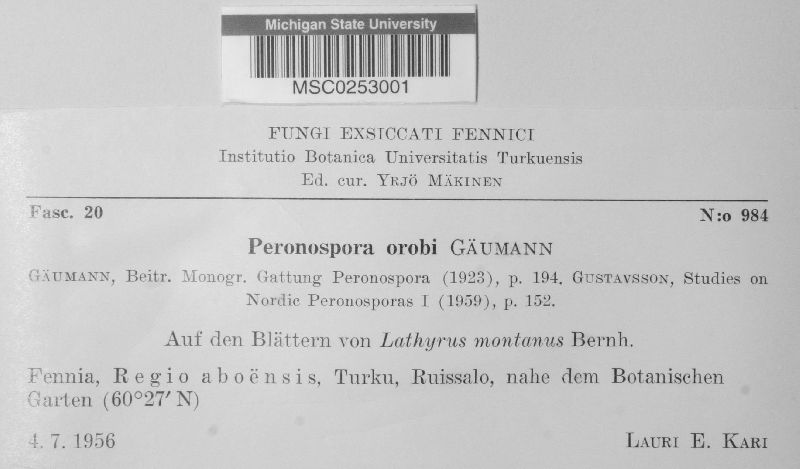 Michigan State University
MSC0253001
FUNGI EXSICCATI FENNICI
Institutio Botanica Universitatis Turkuensis
Ed. cur. YRJÖ MÄKINEN
Fasc. 20 N:o 984
Peronospora orobi GÄUMANN
GÄUMANN, Beitr. Monogr. Gattung Peronospora (1923), p. 194. GUSTAVSSON, Studies on
Nordic Peronosporas I (1959), p. 152.
Auf den Blättern von Lathyrus montanus Bernh.
Fennia, Regio aboënsis, Turku, Ruissalo, nahe dem Botanischen
Garten (60°27′ N)
4. 7. 1956 LAURI E. KARI